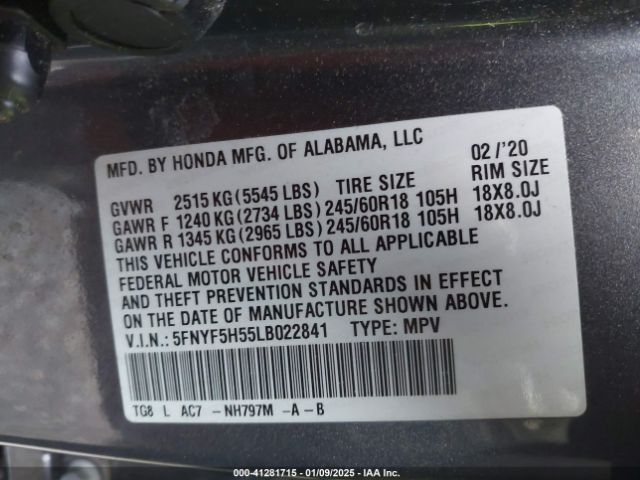 MFD. BY HONDA MFG. OF ALABAMA, LLC 02/'20
GVWR 2515 KG (5545 LBS) TIRE SIZE RIM SIZE
GAWR F 1240 KG (2734 LBS) 245/60R18 105H 18X8.0J
GAWR R 1345 KG (2965 LBS) 245/60R18 105H 18X8.0J
THIS VEHICLE CONFORMS TO ALL APPLICABLE
FEDERAL MOTOR VEHICLE SAFETY
AND THEFT PREVENTION STANDARDS IN EFFECT
ON THE DATE OF MANUFACTURE SHOWN ABOVE.
V.I.N.: 5FNYF5H55LB022841 TYPE: MPV
TG8 L AC7 -NH797M -A-B
000-41281715 - 01/09/2025 - IAA